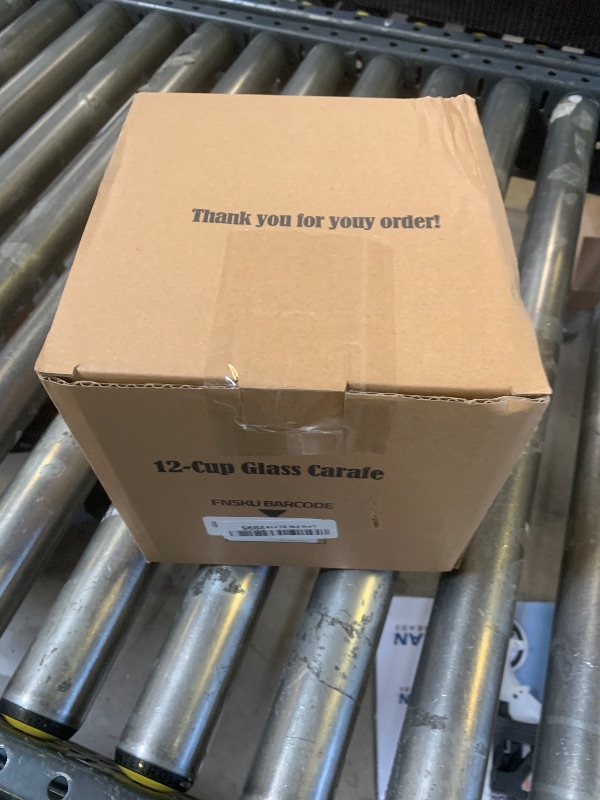 Thank you for youy order!
12-Cup Glass Carafe
FNSKU BARCODE